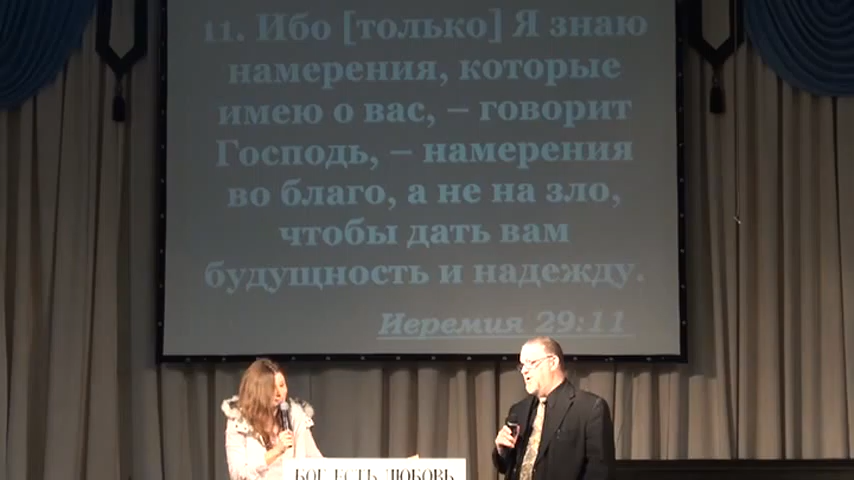 11. Ибо [только] Я знаю
намерения, которые
имею о вас, – говорит
Господь, – намерения
во благо, а не на зло,
чтобы дать вам
будущность и надежду.
Иеремия 29:11
БОГ ЕСТЬ ЛЮБОВЬ